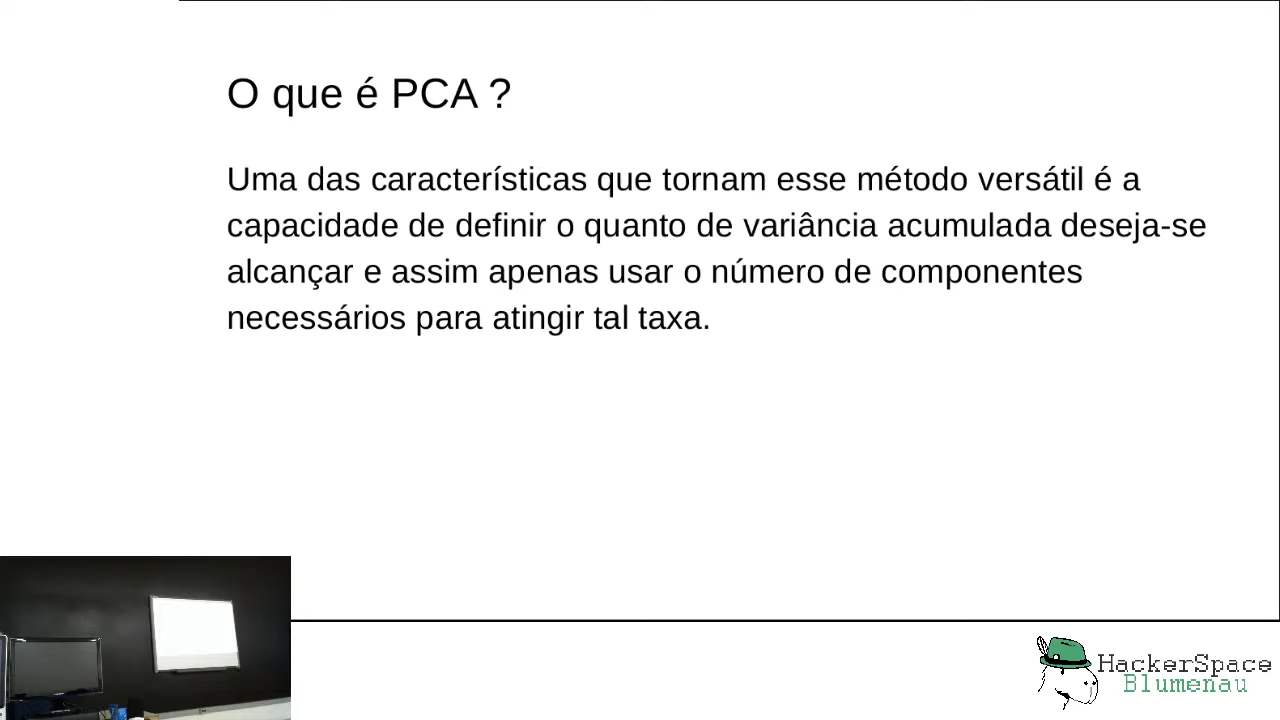 O que é PCA ?
Uma das características que tornam esse método versátil é a
capacidade de definir o quanto de variância acumulada deseja-se
alcançar e assim apenas usar o número de componentes
necessários para atingir tal taxa.
HackerSpace
Blumenau